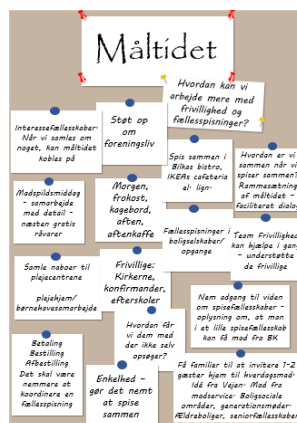 Måltidet
Hvordan kan vi
arbejde mere med
frivillighed og
fællesspisninger?
Interessefællesskaber-
Når vi samles om
noget, kan måltidet
kobles på
Støt op
om
foreningsliv
Spis sammen i
Bilkas bistro,
IKEAs cafeteria
el. lign.
Hvordan er vi
sammen når vi
spiser sammen?
Rammesætning
af måltidet -
faciliteret dialog
Madspildsmiddag
- samarbejde
med detail -
næsten gratis
råvarer
Morgen,
frokost,
kagebord,
aften,
aftenkaffe
Fællesspisninger i
boligselskaber/
opgange
Team Frivillighed
kan hjælpe i gang
- understøtte
de frivillige
Samle naboer til
plejecentrene
plejehjem/
børnehavesamarbejde
Frivillige:
Kirkerne,
konfirmander,
efterskoler
Nem adgang til viden
om spisefællesskaber -
oplysning om, at man
i et lille spisefællesskab
kan få mad fra BK
Hvordan får
vi dem med
der ikke selv
opsøger?
Betaling
Bestilling
Afbestilling
Det skal være
nemmere at
koordinere en
fællesspisning
Enkelhed -
gør det nemt
at spise
sammen
Få familier til at invitere 1-2
gæster hjem til hverdagsmad-
Idé fra Vejen- Mad fra
madservice- Boligsociale
områder, generationsmøder-
Ældreboliger, seniorfællesskaber